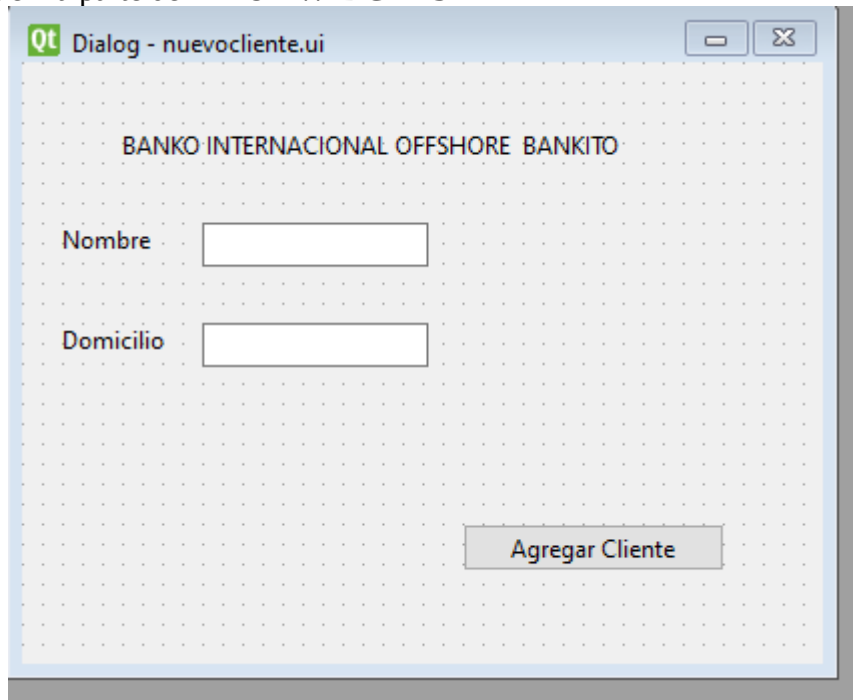 Dialog - nuevocliente.ui
BANKO INTERNACIONAL OFFSHORE BANKITO
Nombre
Domicilio
Agregar Cliente